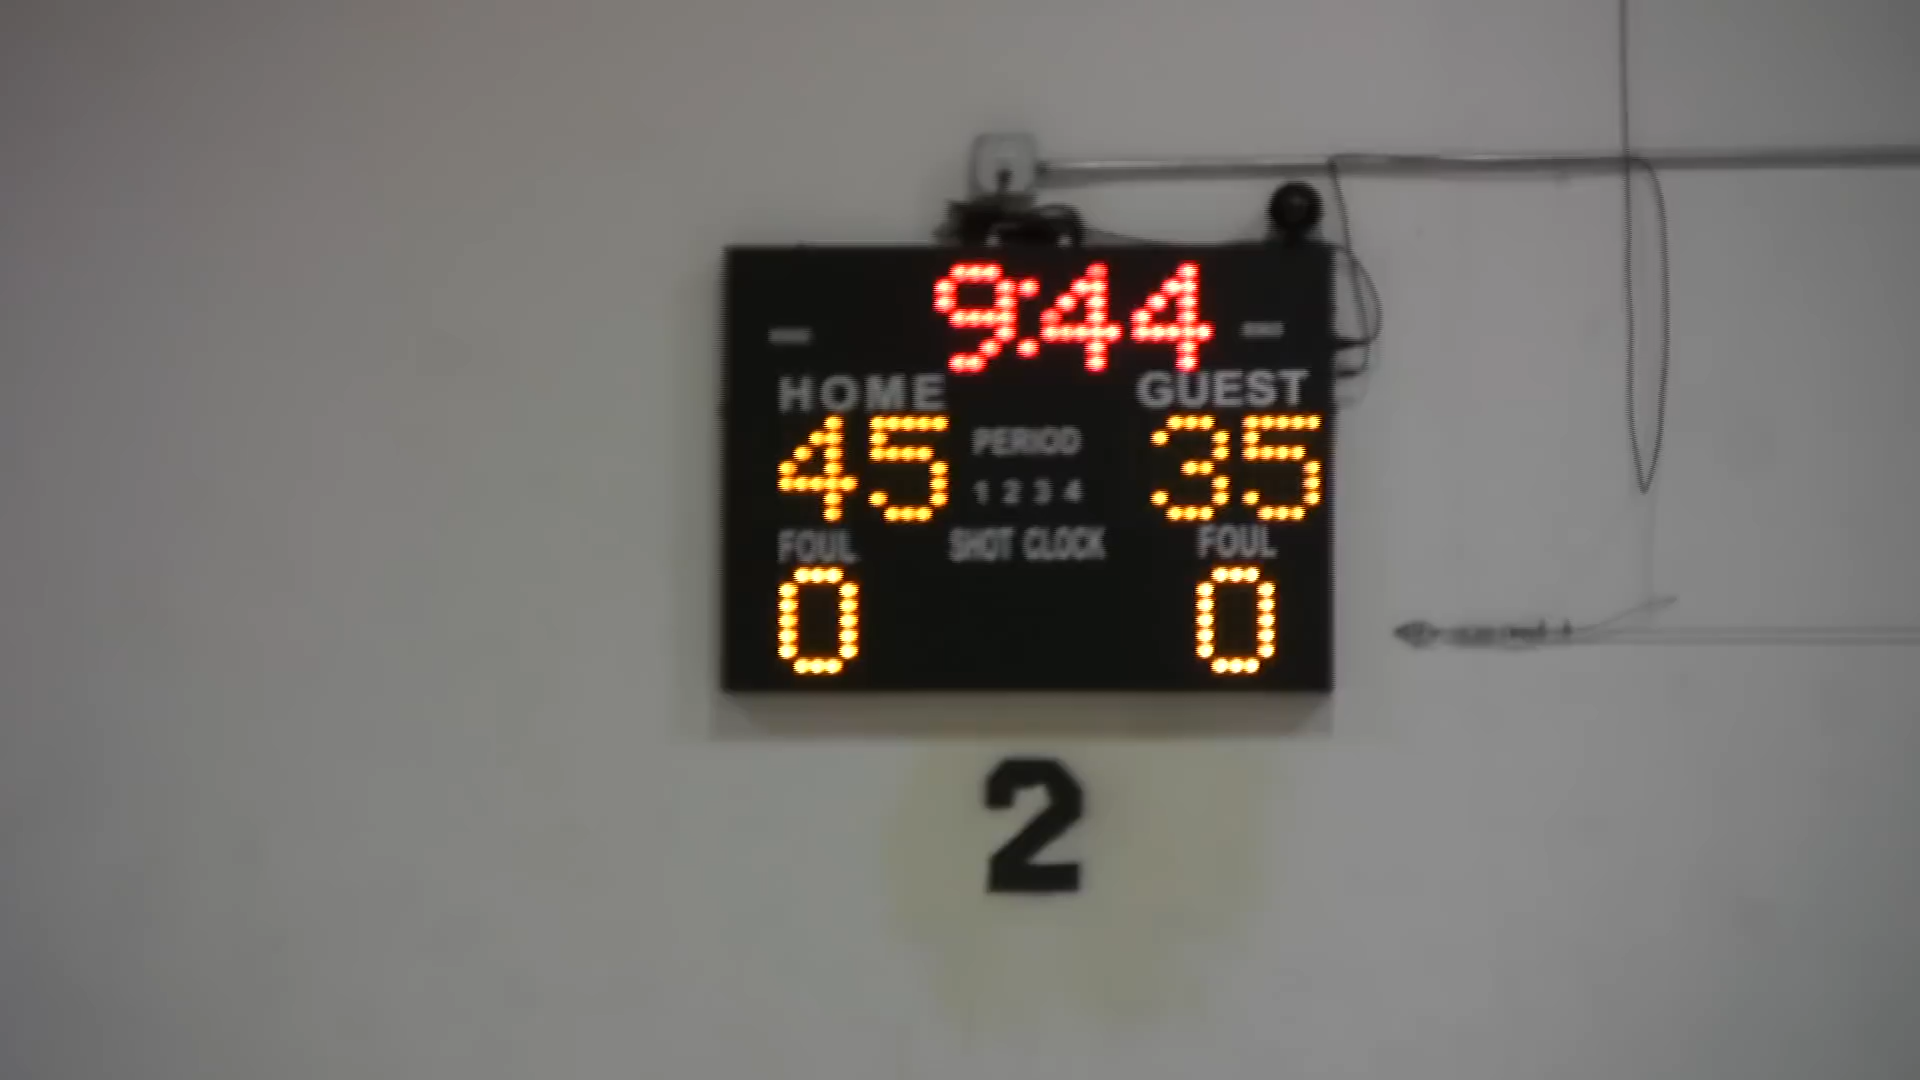 9:44
HOME GUEST
45 PERIOD 35
1 2 3 4
FOUL SHOT CLOCK FOUL
0 0
2